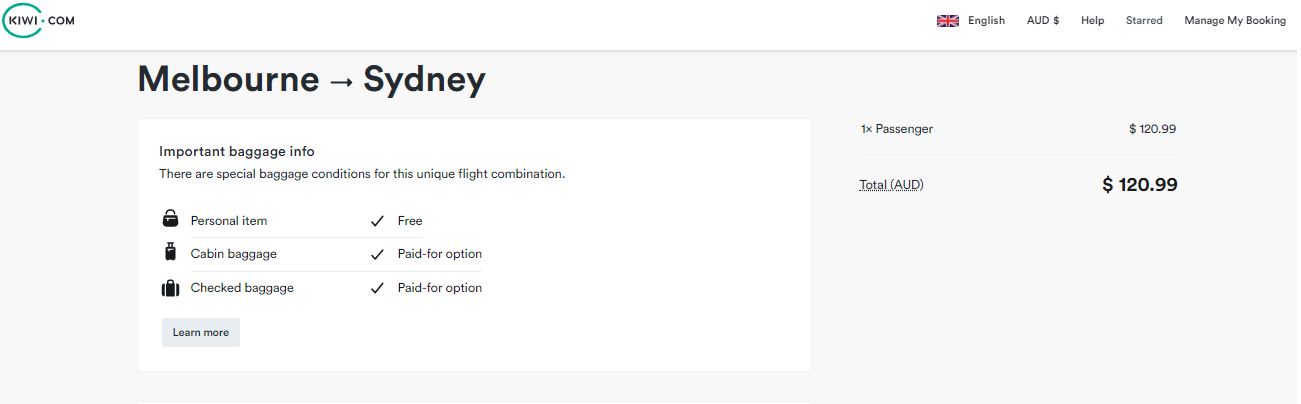 KIWI.COM English AUD $ Help Starred Manage My Booking
Melbourne → Sydney
Important baggage info
There are special baggage conditions for this unique flight combination.
Personal item Free
Cabin baggage Paid-for option
Checked baggage Paid-for option
Learn more
1× Passenger $ 120.99
Total (AUD) $ 120.99